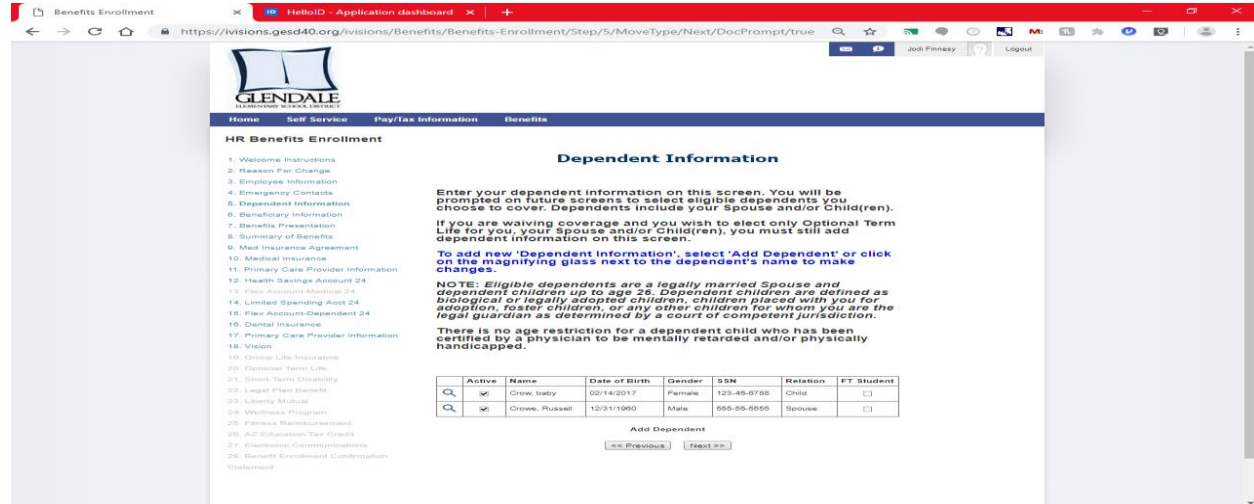 Benefits Enrollment
HelloID - Application dashboard
https://ivisions.gesd40.org/ivisions/Benefits/Benefits-Enrollment/Step/5/MoveType/Next/DocPrompt/true
Jodi Finnesy
Logout
GLENDALE
ELEMENTARY SCHOOL DISTRICT
Home Self Service Pay/Tax Information Benefits
HR Benefits Enrollment
1. Welcome Instructions
2. Reason For Change
3. Employee Information
4. Emergency Contacts
5. Dependent Information
6. Beneficiary Information
7. Benefits Presentation
8. Summary of Benefits
9. Med Insurance Agreement
10. Medical Insurance
11. Primary Care Provider Information
12. Health Savings Account 24
13. Flex Account-Medical 24
14. Limited Spending Acct 24
15. Flex Account-Dependent 24
16. Dental Insurance
17. Primary Care Provider Information
18. Vision
19. Group Life Insurance
20. Optional Term Life
21. Short-Term Disability
22. Legal Plan Benefit
23. Liberty Mutual
24. Wellness Program
25. Fitness Reimbursement
26. AZ Education Tax Credit
27. Electronic Communications
28. Benefit Enrollment Confirmation
Statement
Dependent Information
Enter your dependent information on this screen. You will be
prompted on future screens to select eligible dependents you
choose to cover. Dependents include your Spouse and/or Child(ren).
If you are waiving coverage and you wish to elect only Optional Term
Life for you, your Spouse and/or Child(ren), you must still add
dependent information on this screen.
To add new 'Dependent Information', select 'Add Dependent' or click
on the magnifying glass next to the dependent's name to make
changes.
NOTE: Eligible dependents are a legally married Spouse and
dependent children up to age 26. Dependent children are defined as
biological or legally adopted children, children placed with you for
adoption, foster children, or any other children for whom you are the
legal guardian as determined by a court of competent jurisdiction.
There is no age restriction for a dependent child who has been
certified by a physician to be mentally retarded and/or physically
handicapped.
Active Name Date of Birth Gender SSN Relation FT Student
Crow, baby 02/14/2017 Female 123-45-6788 Child
Crowe, Russell 12/31/1960 Male 555-55-5555 Spouse
Add Dependent
<< Previous Next >>